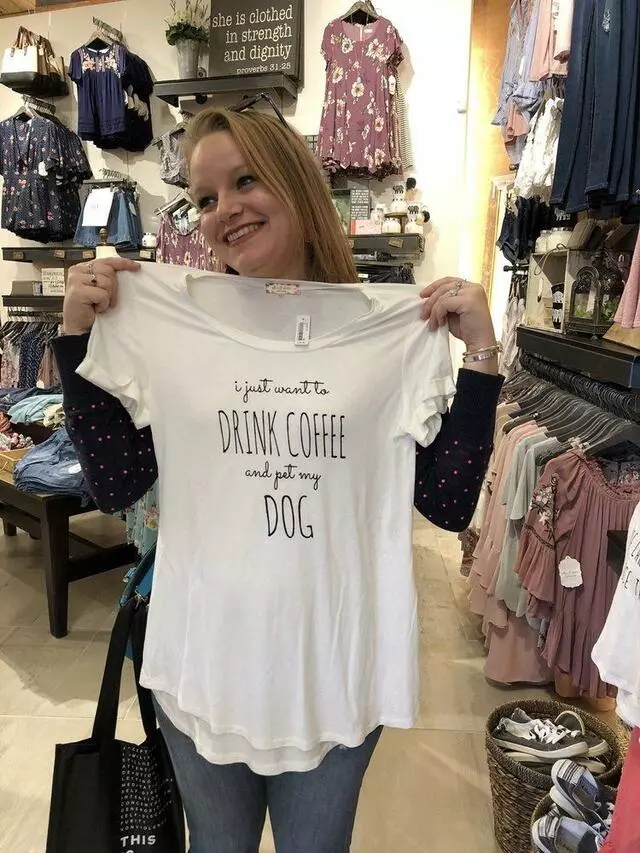 she is clothed
in strength
and dignity
proverbs 31:25
i just want to
DRINK COFFEE
and pet my
DOG
THIS